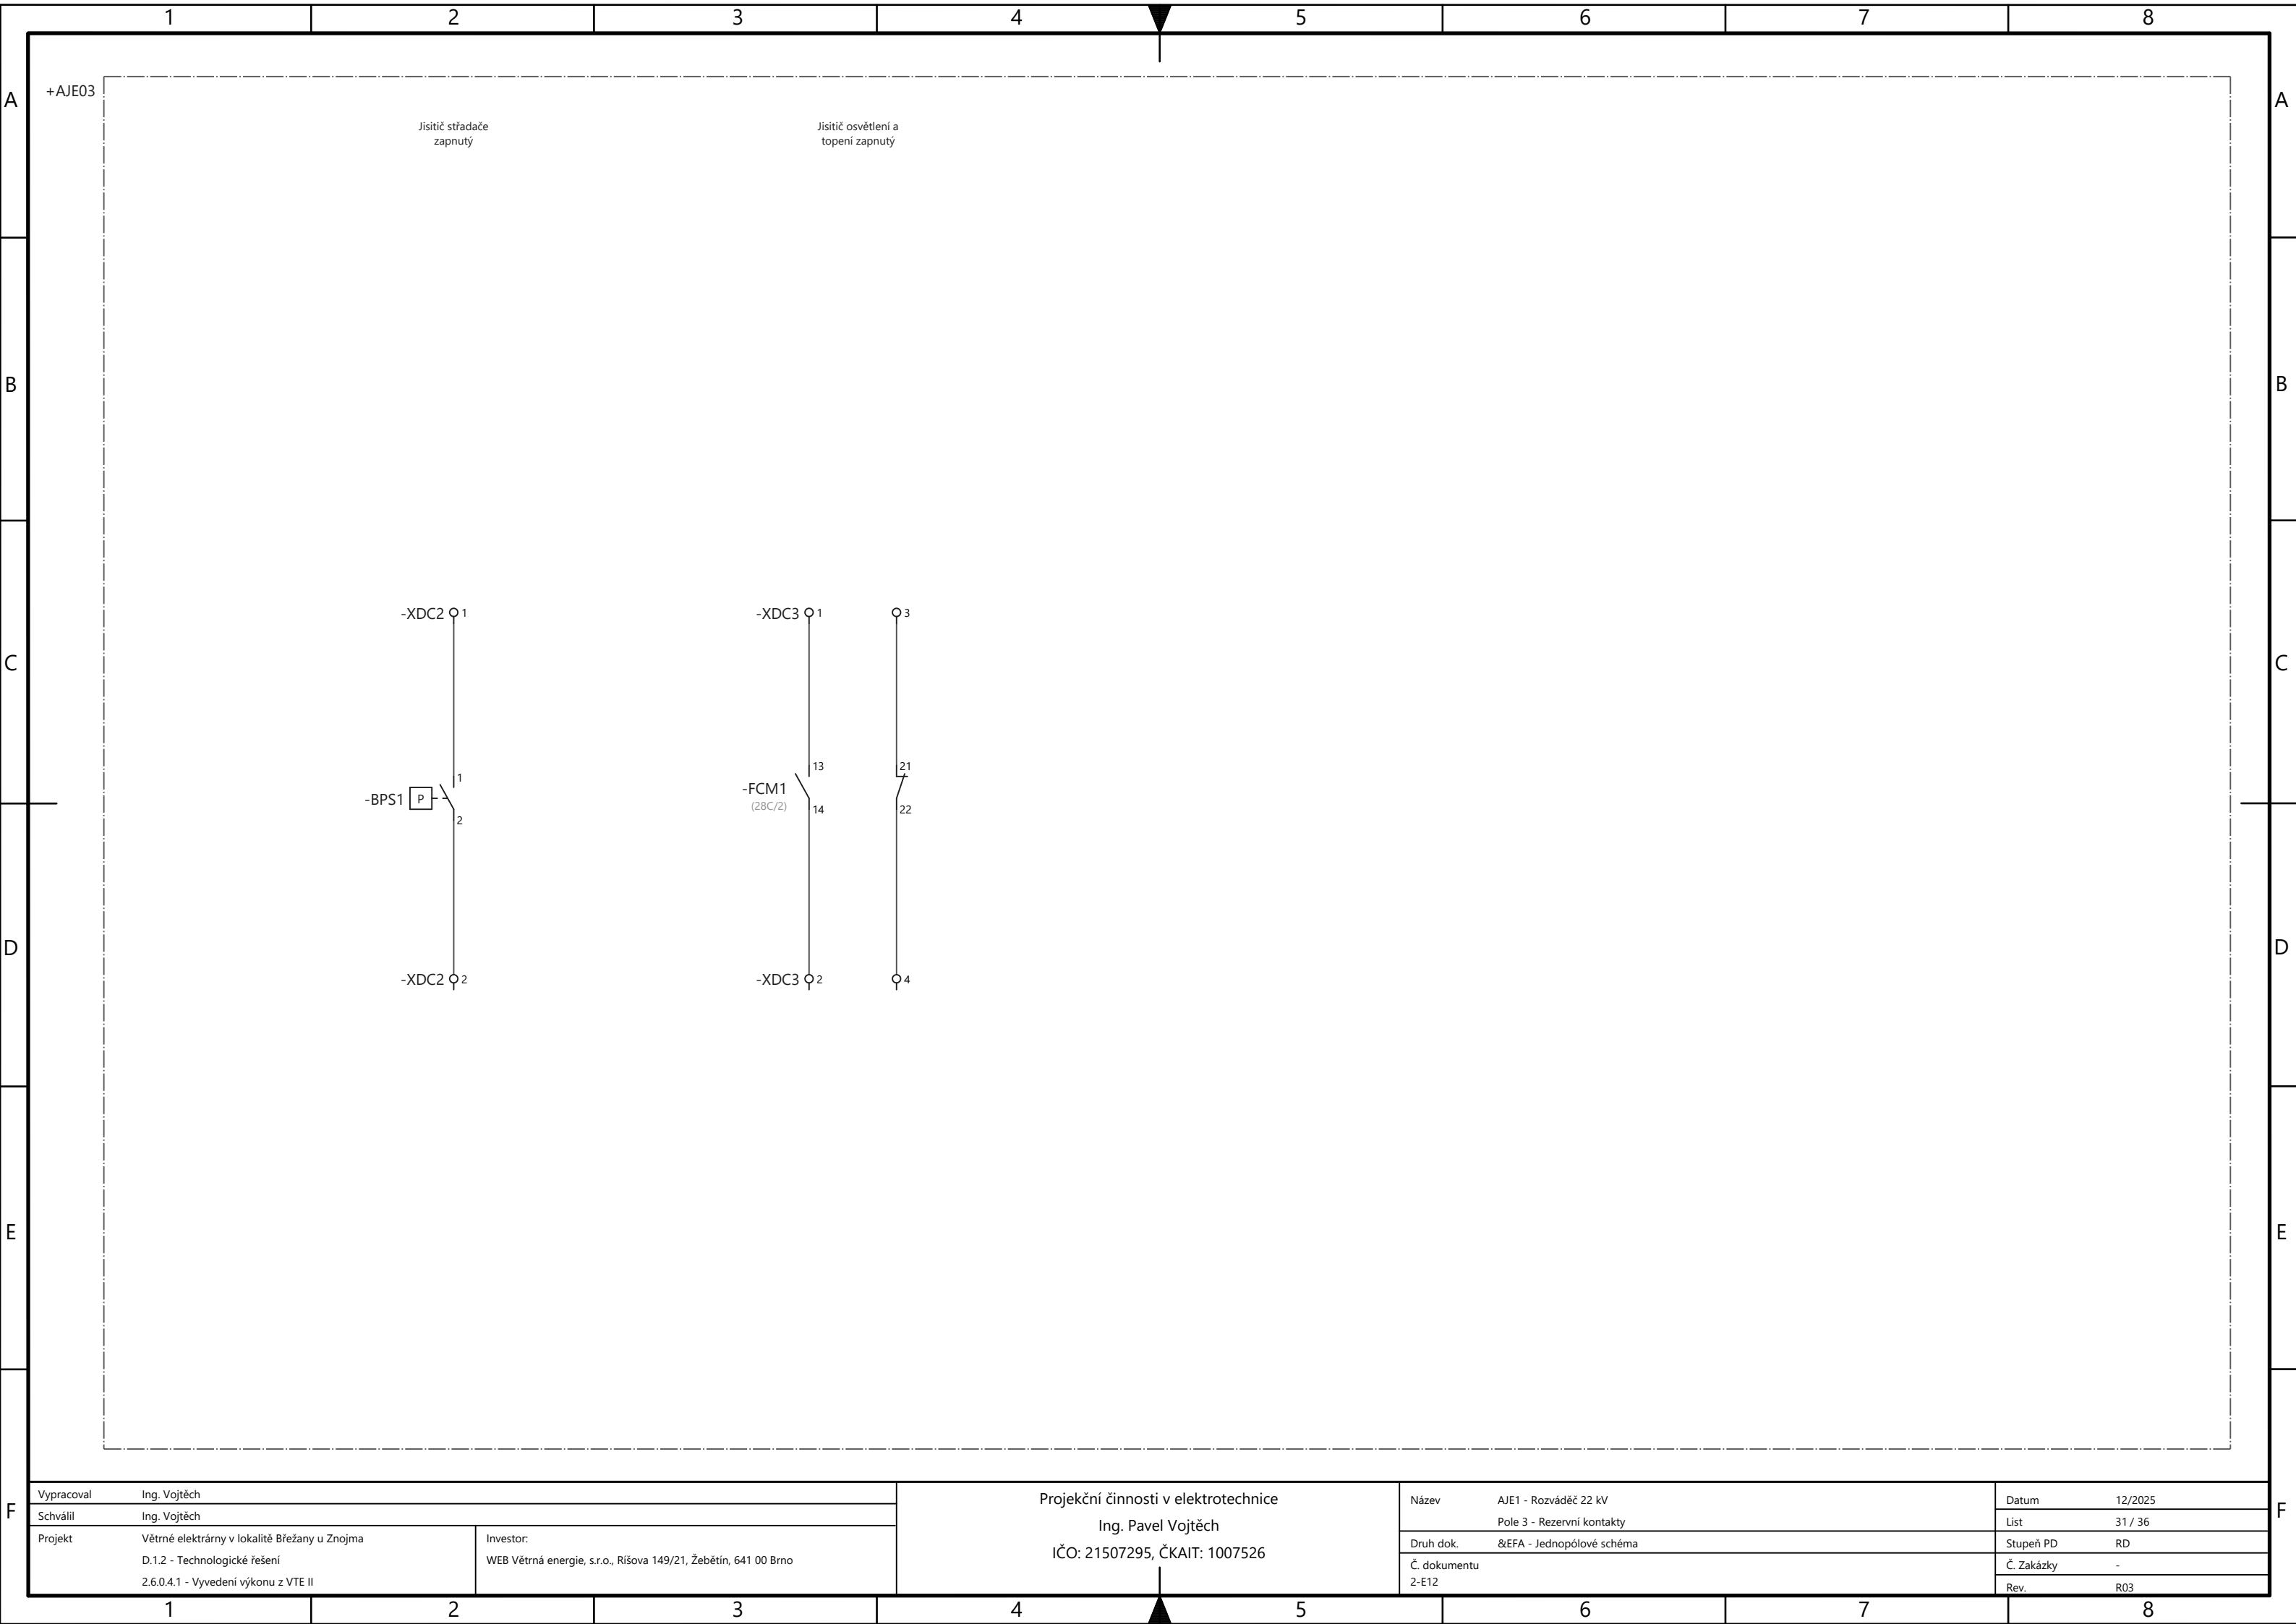 1 2 3 4 5 6 7 8
A A
+AJE03
Jisitič střadače
zapnutý
Jisitič osvětlení a
topení zapnutý
B B
-XDC2 1
-XDC3 1
3
C C
1
-BPS1 P
2
13
-FCM1
(28C/2)
14
21
22
D D
-XDC2 2
-XDC3 2
4
E E
F F
Vypracoval Ing. Vojtěch
Schválil Ing. Vojtěch
Projekt Větrné elektrárny v lokalitě Břežany u Znojma
D.1.2 - Technologické řešení
2.6.0.4.1 - Vyvedení výkonu z VTE II
Investor:
WEB Větrná energie, s.r.o., Ríšova 149/21, Žebětín, 641 00 Brno
Projekční činnosti v elektrotechnice
Ing. Pavel Vojtěch
IČO: 21507295, ČKAIT: 1007526
Název AJE1 - Rozváděč 22 kV
Pole 3 - Rezervní kontakty
Druh dok. &EFA - Jednopólové schéma
Č. dokumentu
2-E12
Datum 12/2025
List 31 / 36
Stupeň PD RD
Č. Zakázky -
Rev. R03
1 2 3 4 5 6 7 8